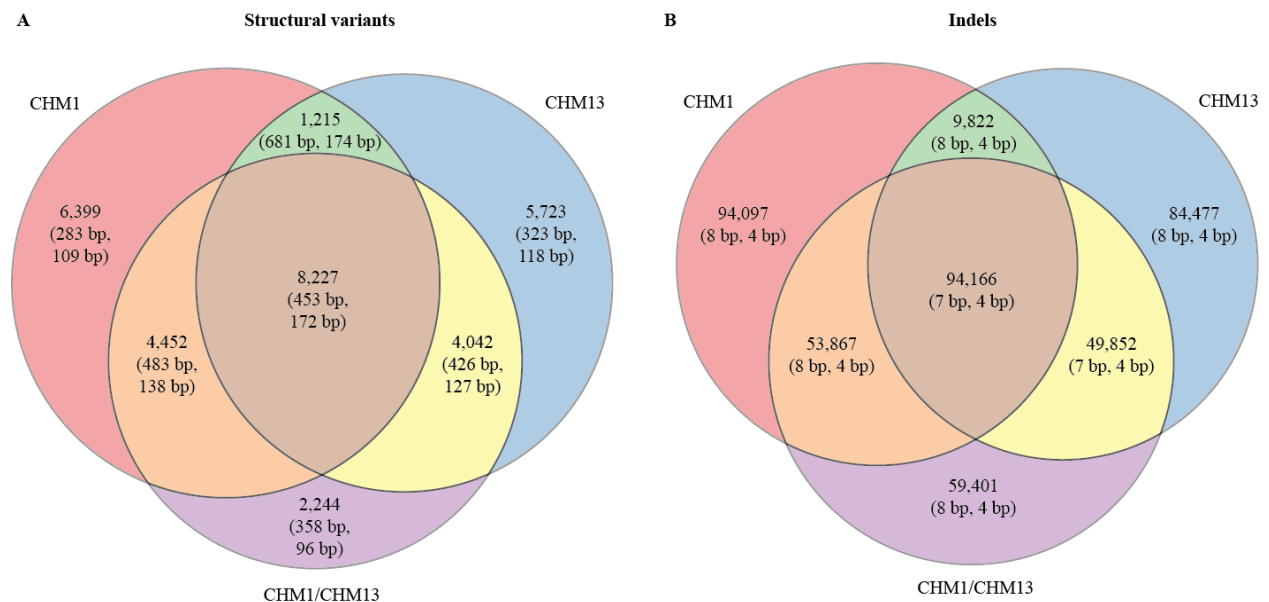 A
Structural variants
CHM1
CHM13
1,215
(681 bp, 174 bp)
6,399
(283 bp,
109 bp)
5,723
(323 bp,
118 bp)
8,227
(453 bp,
172 bp)
4,452
(483 bp,
138 bp)
4,042
(426 bp,
127 bp)
2,244
(358 bp,
96 bp)
CHM1/CHM13
B
Indels
CHM1
CHM13
9,822
(8 bp, 4 bp)
94,097
(8 bp, 4 bp)
84,477
(8 bp, 4 bp)
94,166
(7 bp, 4 bp)
53,867
(8 bp, 4 bp)
49,852
(7 bp, 4 bp)
59,401
(8 bp, 4 bp)
CHM1/CHM13